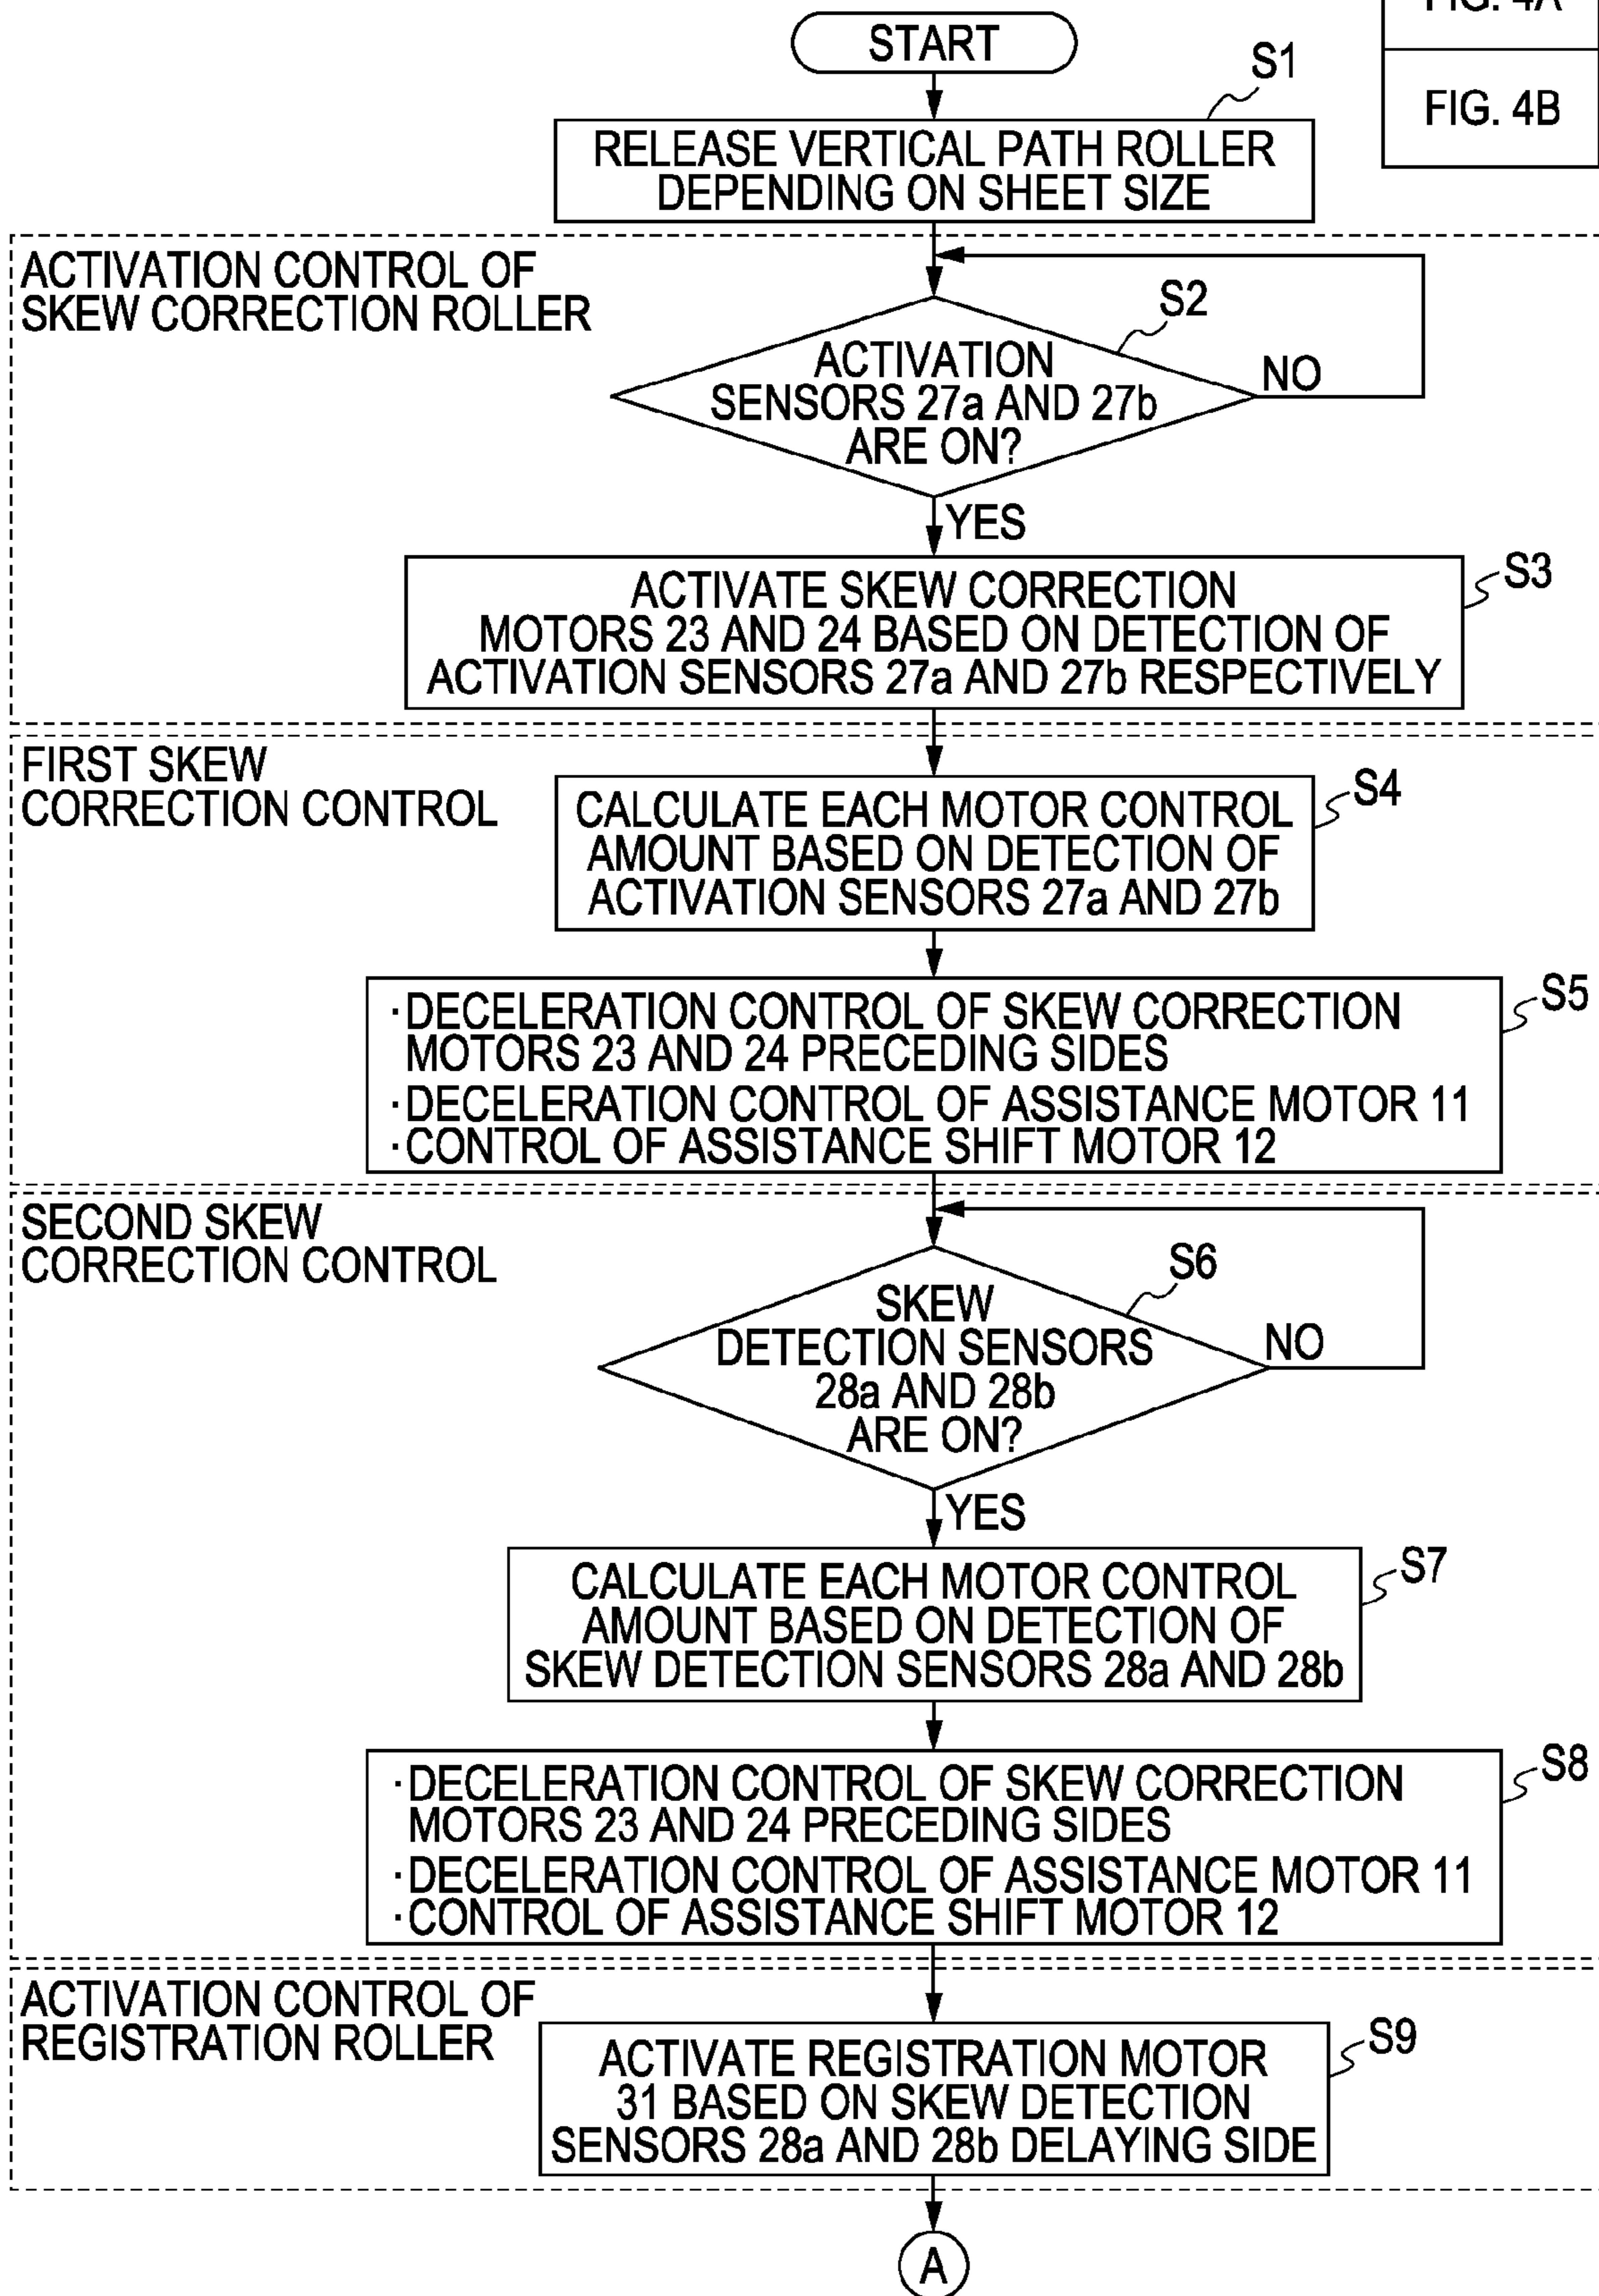 FIG. 4A
FIG. 4B
START
S1
RELEASE VERTICAL PATH ROLLER
DEPENDING ON SHEET SIZE
ACTIVATION CONTROL OF
SKEW CORRECTION ROLLER
S2
ACTIVATION
SENSORS 27a AND 27b
ARE ON?
NO
YES
S3
ACTIVATE SKEW CORRECTION
MOTORS 23 AND 24 BASED ON DETECTION OF
ACTIVATION SENSORS 27a AND 27b RESPECTIVELY
FIRST SKEW
CORRECTION CONTROL
S4
CALCULATE EACH MOTOR CONTROL
AMOUNT BASED ON DETECTION OF
ACTIVATION SENSORS 27a AND 27b
S5
·DECELERATION CONTROL OF SKEW CORRECTION
MOTORS 23 AND 24 PRECEDING SIDES
·DECELERATION CONTROL OF ASSISTANCE MOTOR 11
·CONTROL OF ASSISTANCE SHIFT MOTOR 12
SECOND SKEW
CORRECTION CONTROL
S6
SKEW
DETECTION SENSORS
28a AND 28b
ARE ON?
NO
YES
S7
CALCULATE EACH MOTOR CONTROL
AMOUNT BASED ON DETECTION OF
SKEW DETECTION SENSORS 28a AND 28b
S8
·DECELERATION CONTROL OF SKEW CORRECTION
MOTORS 23 AND 24 PRECEDING SIDES
·DECELERATION CONTROL OF ASSISTANCE MOTOR 11
·CONTROL OF ASSISTANCE SHIFT MOTOR 12
ACTIVATION CONTROL OF
REGISTRATION ROLLER
S9
ACTIVATE REGISTRATION MOTOR
31 BASED ON SKEW DETECTION
SENSORS 28a AND 28b DELAYING SIDE
A